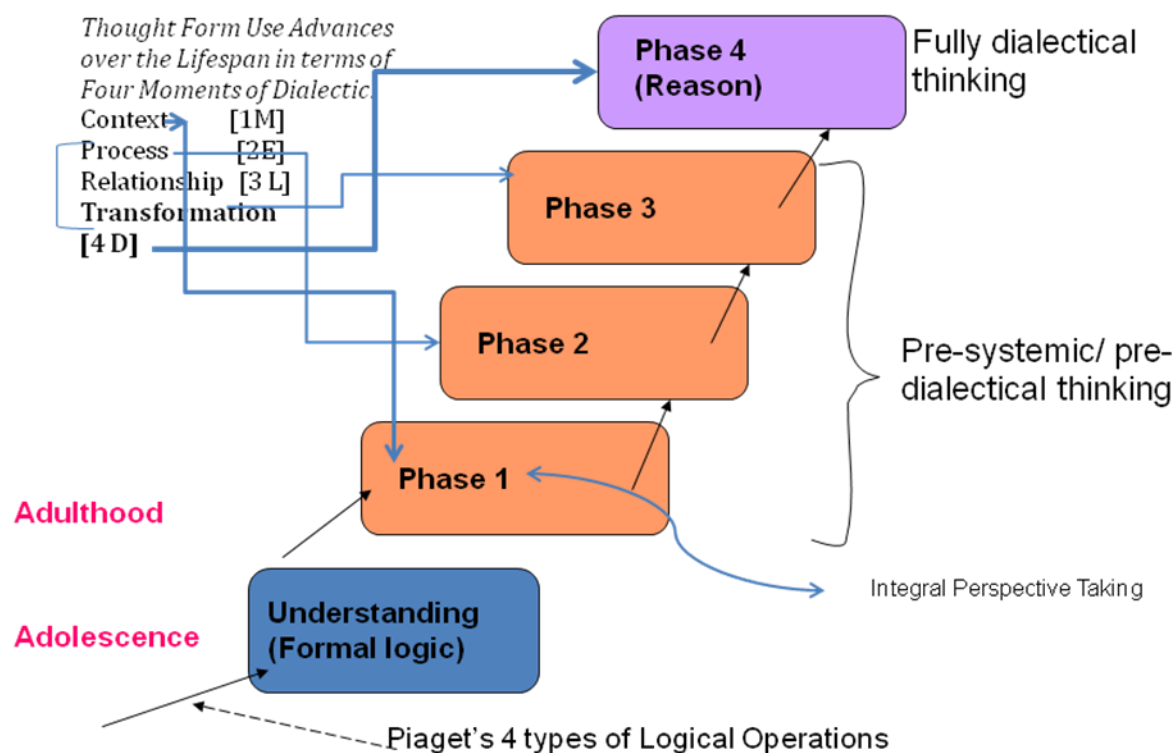 Thought Form Use Advances
over the Lifespan in terms of
Four Moments of Dialectic.
Context [1M]
Process [2E]
Relationship [3 L]
Transformation
[4 D]
Phase 4
(Reason)
Fully dialectical
thinking
Phase 3
Phase 2
Pre-systemic/ pre-
dialectical thinking
Phase 1
Adulthood
Integral Perspective Taking
Understanding
(Formal logic)
Adolescence
Piaget's 4 types of Logical Operations